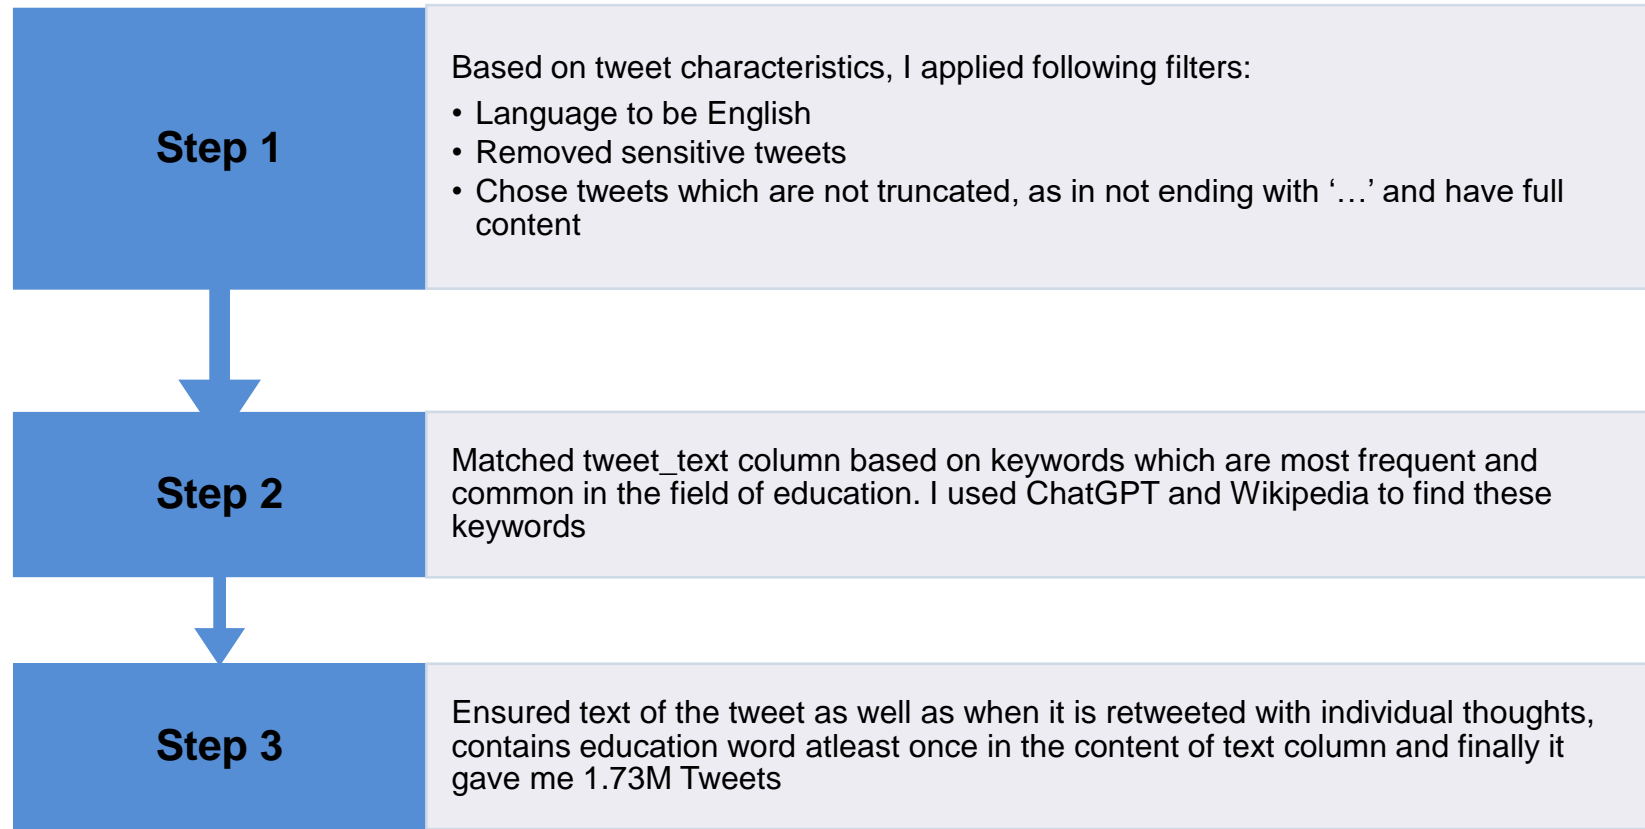 Step 1
Based on tweet characteristics, I applied following filters:
• Language to be English
• Removed sensitive tweets
• Chose tweets which are not truncated, as in not ending with ‘…’ and have full
content
Step 2
Matched tweet_text column based on keywords which are most frequent and
common in the field of education. I used ChatGPT and Wikipedia to find these
keywords
Step 3
Ensured text of the tweet as well as when it is retweeted with individual thoughts,
contains education word atleast once in the content of text column and finally it
gave me 1.73M Tweets